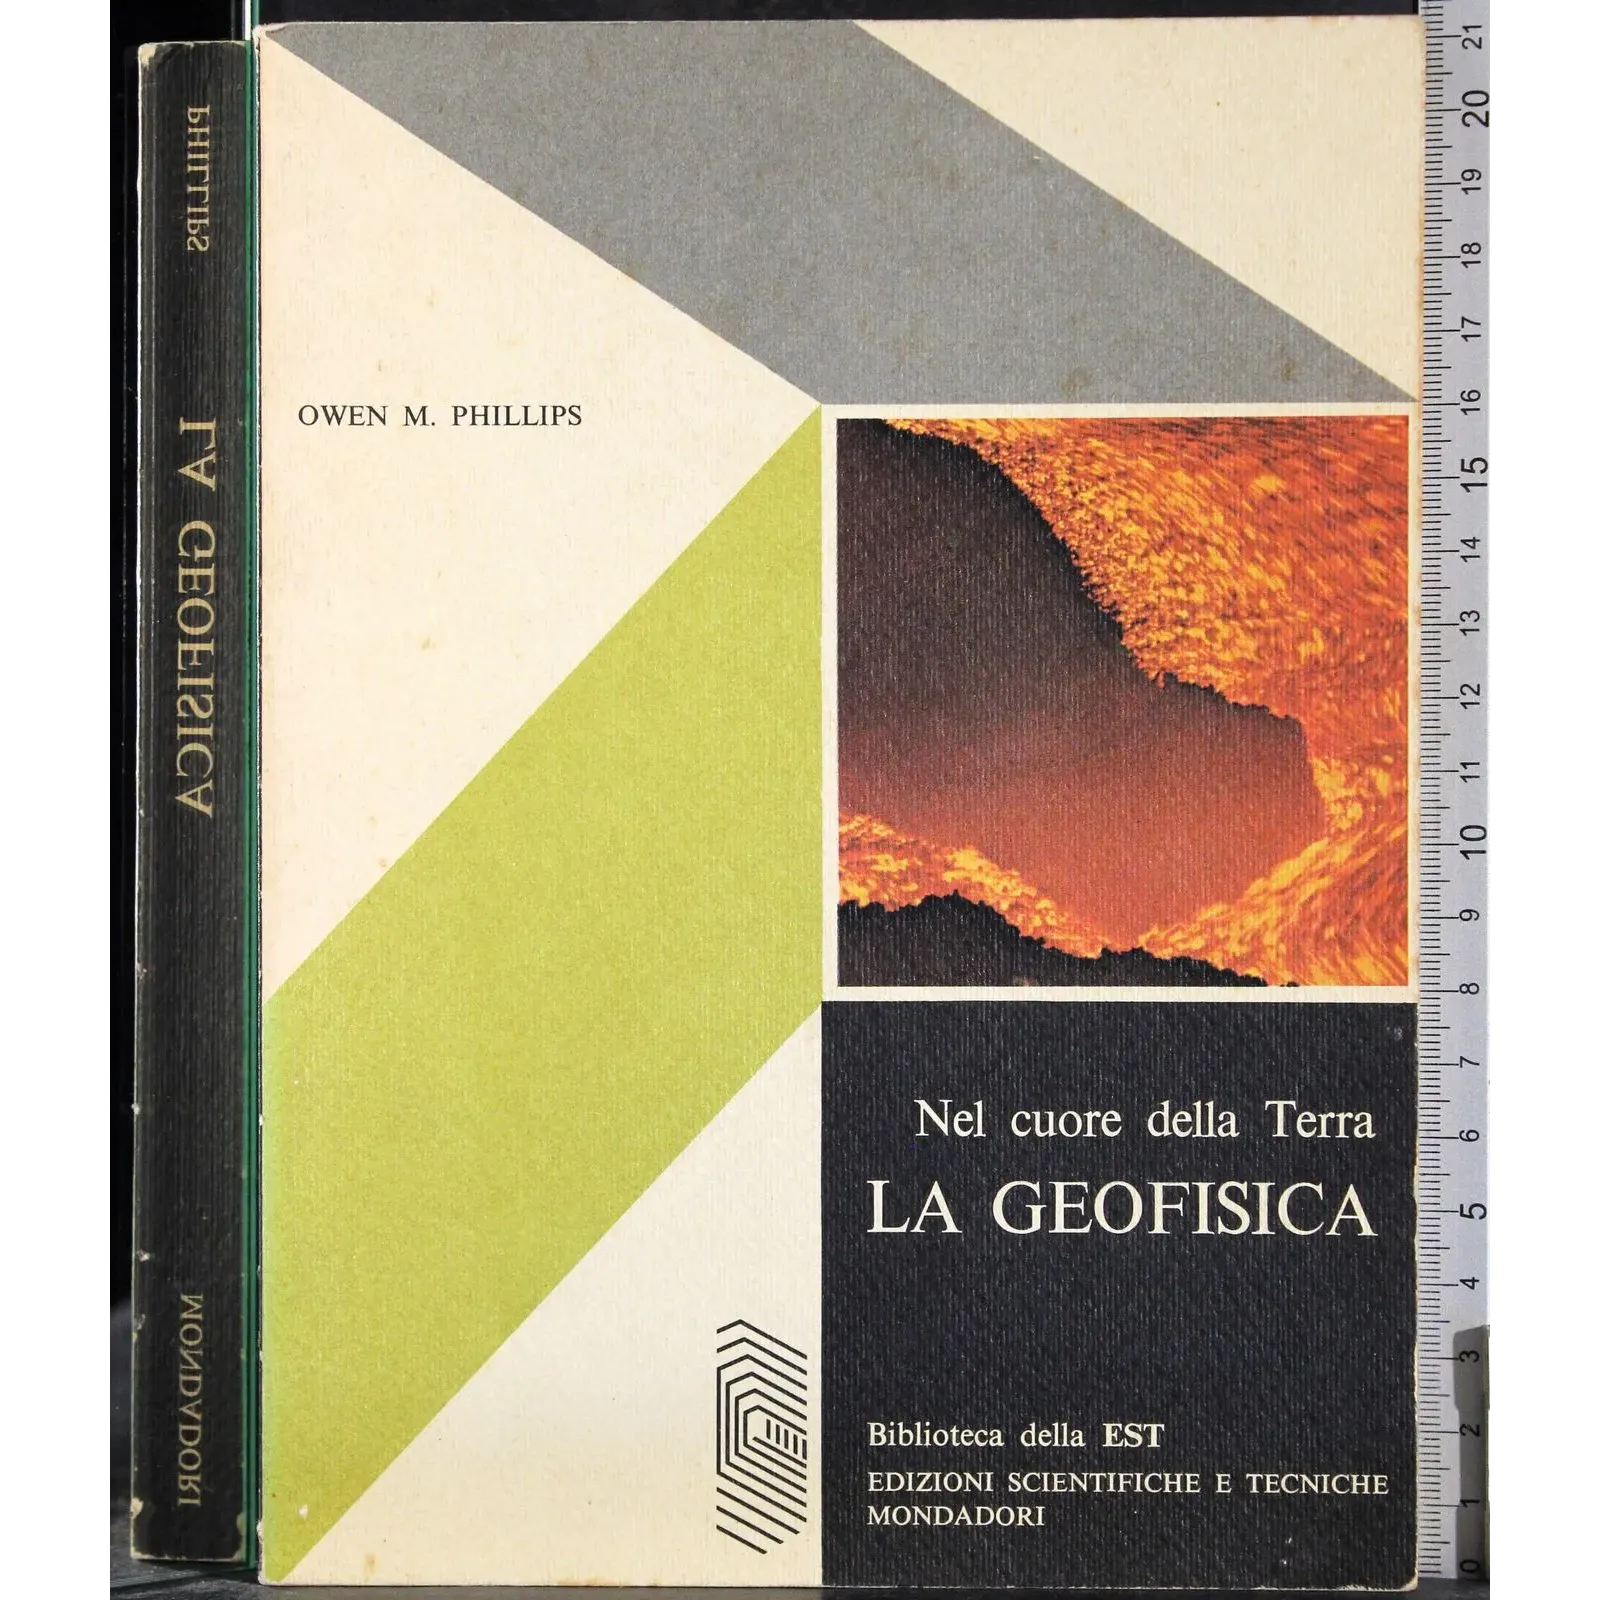 PHILLIPS
LA GEOFISICA
MONDADORI
OWEN M. PHILLIPS
Nel cuore della Terra
LA GEOFISICA
Biblioteca della EST
EDIZIONI SCIENTIFICHE E TECNICHE
MONDADORI
21
20
19
18
17
16
15
14
13
12
11
10
9
8
7
6
5
4
3
2
1
0